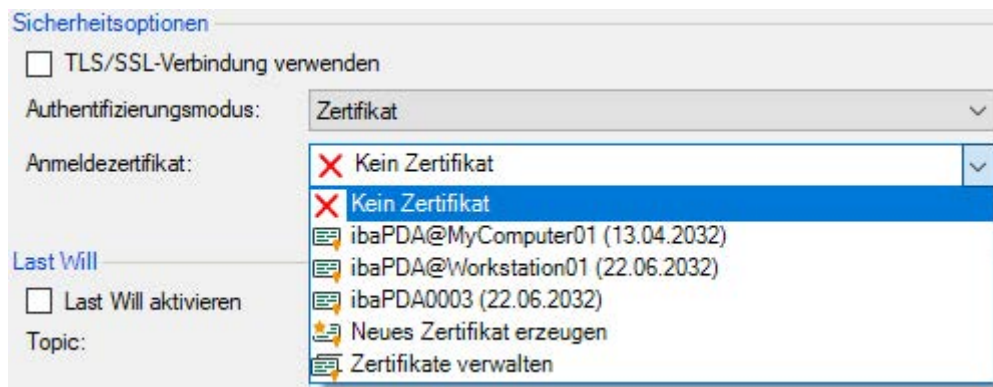 Sicherheitsoptionen
TLS/SSL-Verbindung verwenden
Authentifizierungsmodus: Zertifikat
Anmeldezertifikat: Kein Zertifikat
Kein Zertifikat
ibaPDA@MyComputer01 (13.04.2032)
ibaPDA@Workstation01 (22.06.2032)
ibaPDA0003 (22.06.2032)
Neues Zertifikat erzeugen
Zertifikate verwalten
Last Will
Last Will aktivieren
Topic: